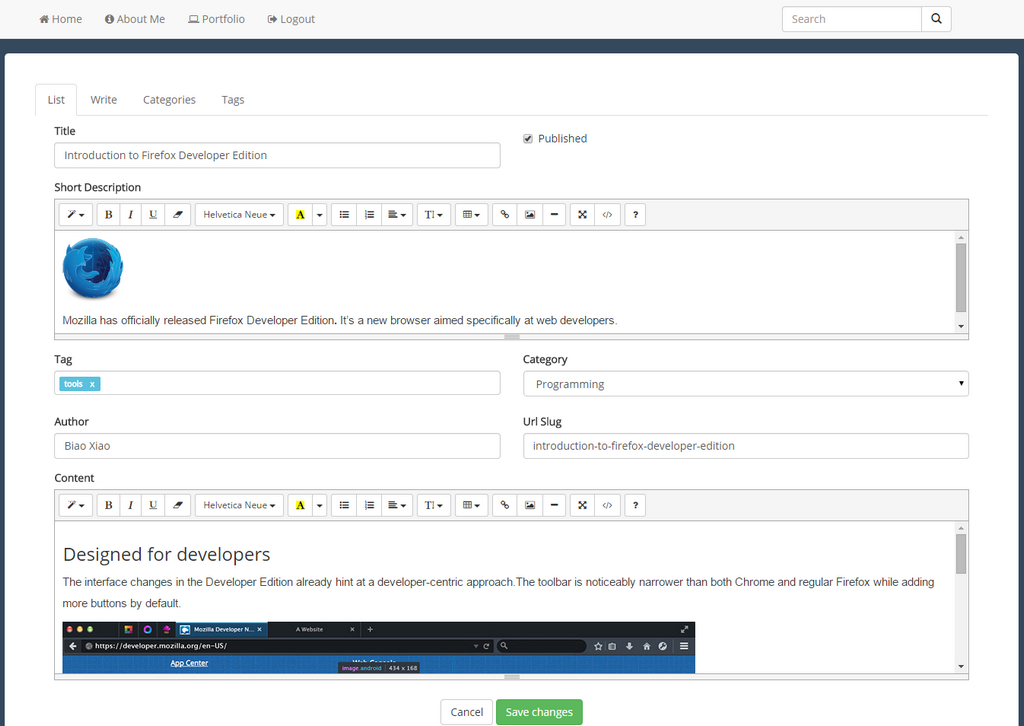 Home About Me Portfolio Logout Search
List Write Categories Tags
Title
Published
Introduction to Firefox Developer Edition
Short Description
B I U Helvetica Neue A TI </> ?
Mozilla has officially released Firefox Developer Edition. It's a new browser aimed specifically at web developers.
Tag Category
tools x Programming
Author Url Slug
Biao Xiao introduction-to-firefox-developer-edition
Content
B I U Helvetica Neue A TI </> ?
Designed for developers
The interface changes in the Developer Edition already hint at a developer-centric approach.The toolbar is noticeably narrower than both Chrome and regular Firefox while adding
more buttons by default.
Mozilla Developer N... × A Website × +
https://developer.mozilla.org/en-US/
App Center Web Console
image.android 434 x 168
Cancel Save changes